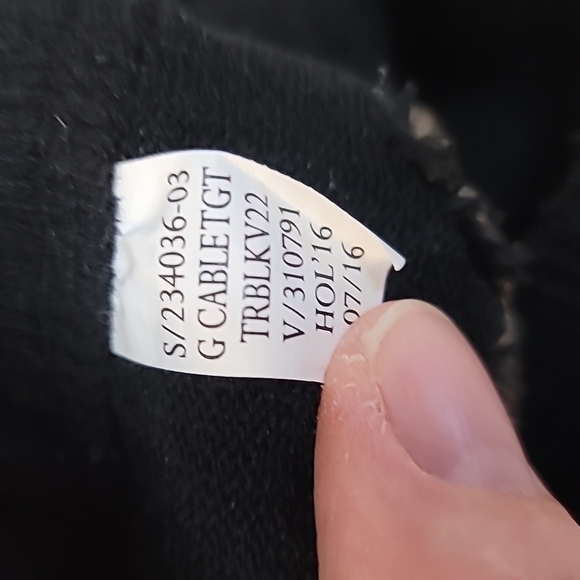 S/234036-03
G CABLETGT
TRBLKV22
V/310791
HOL'16
07/16